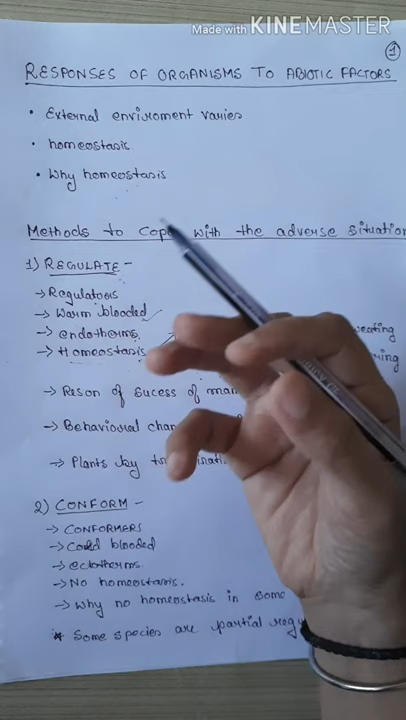 Made with KINEMASTER
1
RESPONSES OF ORGANISMS TO ABIOTIC FACTORS
• External enviroment varies
• homeostasis
• Why homeostasis
Methods to Cope with the adverse situation
1) REGULATE -
→ Regulators
→ Warm blooded
→ endotherms
→ Homeostasis
→ Reson of sucess of
→ Behavioural
→ Plants by
2) CONFORM -
→ CONFORMERS
→ Cold blooded
→ ectotherms.
→ No homeostasis.
→ Why no homeostasis in some
* Some species are partial